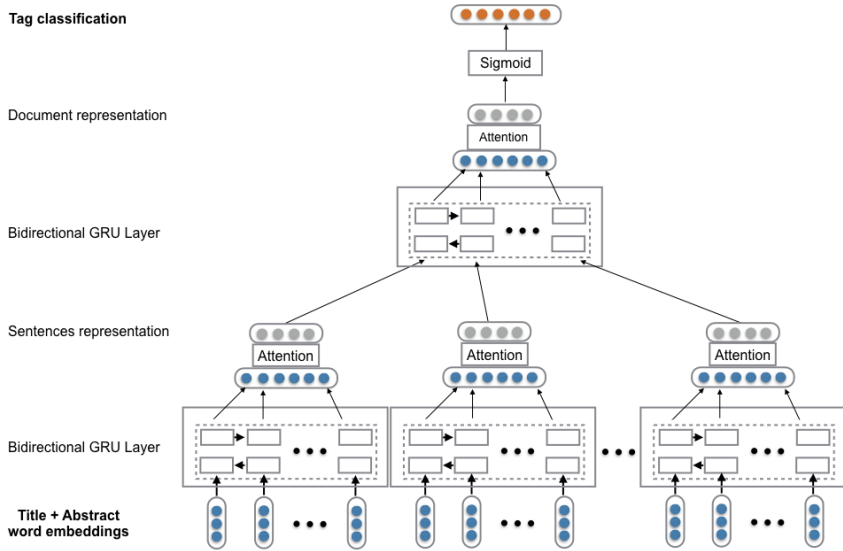 Tag classification
Sigmoid
Document representation
Attention
Bidirectional GRU Layer
Sentences representation
Attention
Attention
Attention
Bidirectional GRU Layer
Title + Abstract
word embeddings